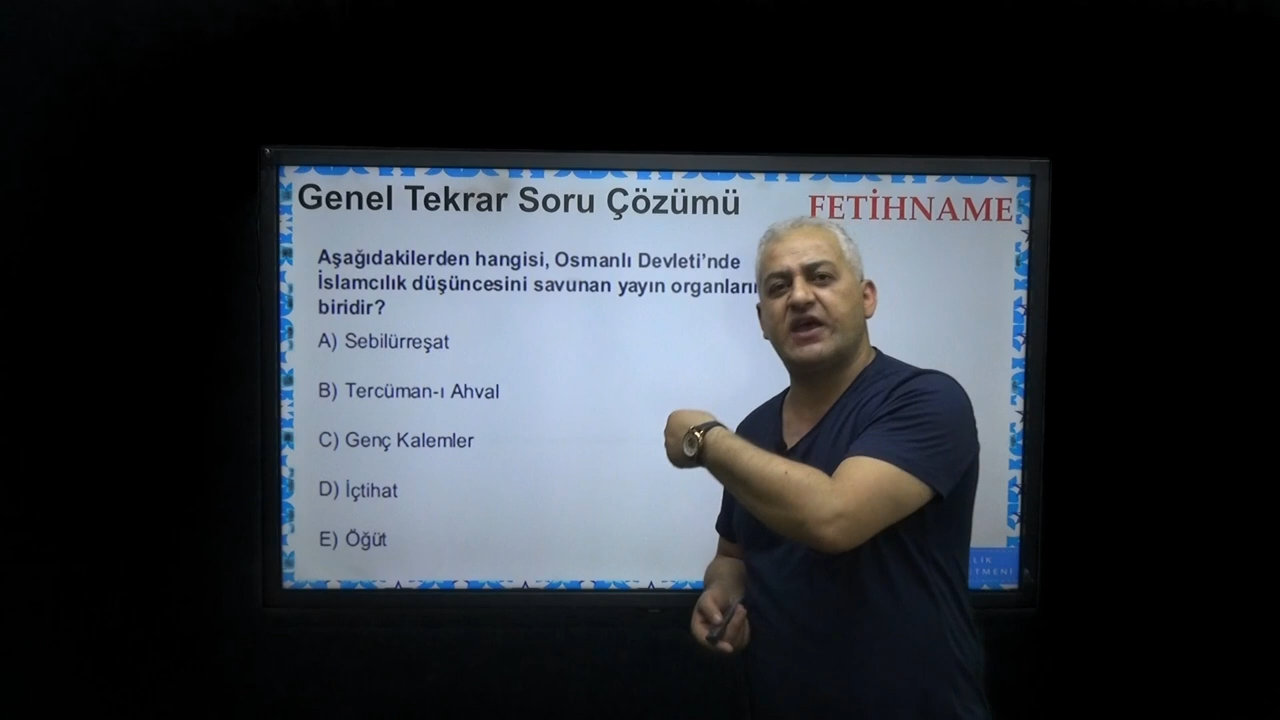 Genel Tekrar Soru Çözümü
FETİHNAME
Aşağıdakilerden hangisi, Osmanlı Devleti’nde
İslamcılık düşüncesini savunan yayın
biridir?
A) Sebilürreşat
B) Tercüman-ı Ahval
C) Genç Kalemler
D) İçtihat
E) Öğüt